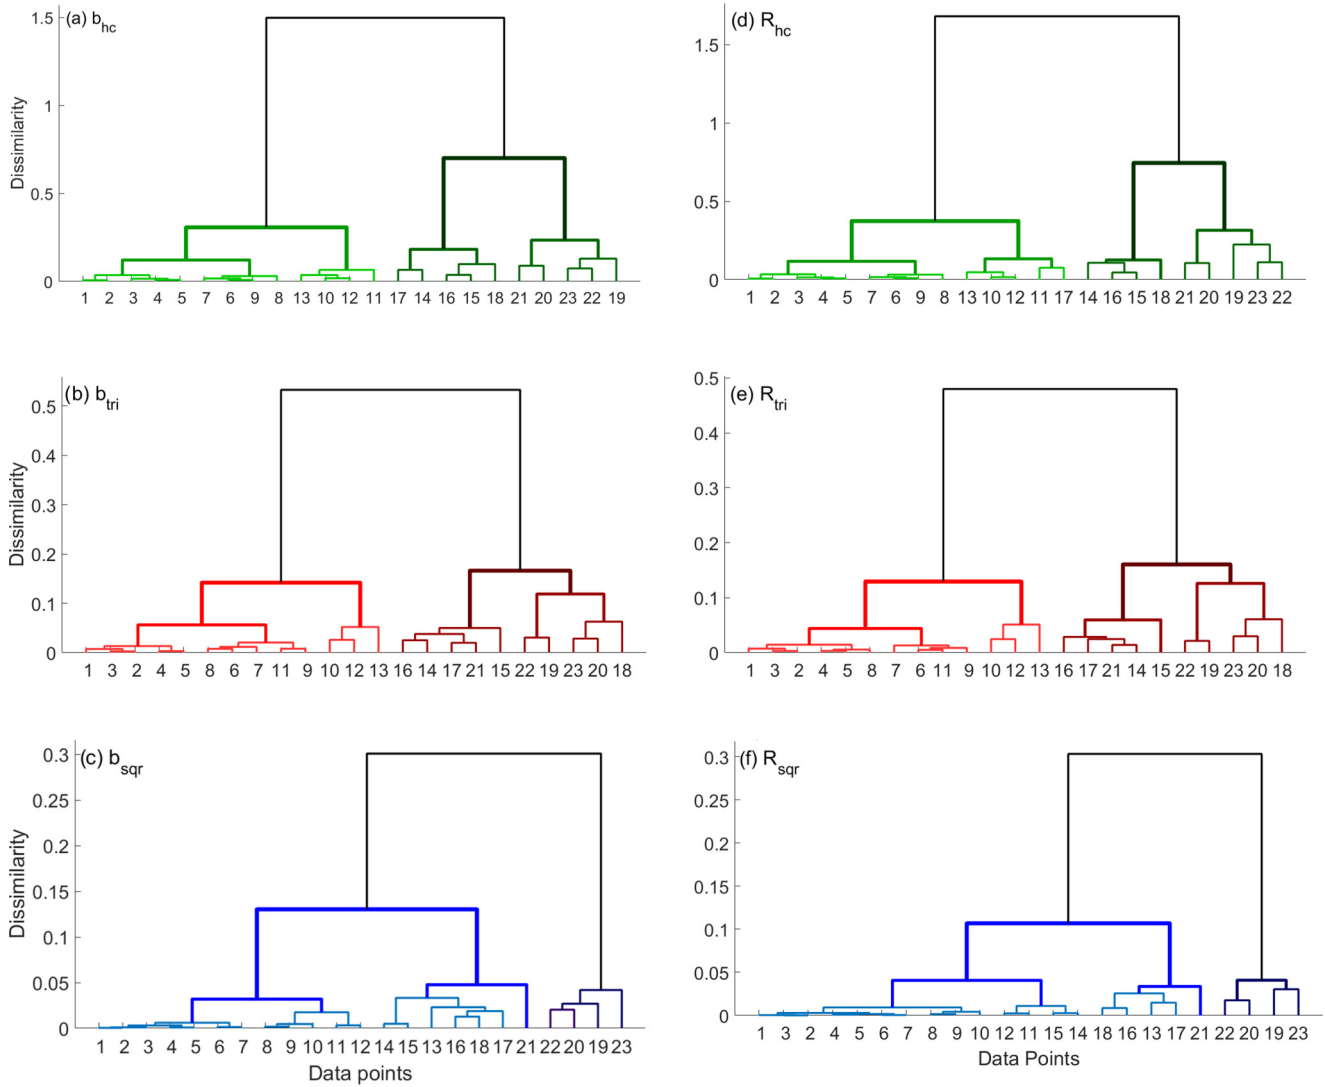 (a) b_hc
Dissimilarity
1.5
1
0.5
0
1 2 3 4 5 7 6 9 8 13 10 12 11 17 14 16 15 18 21 20 23 22 19
(d) R_hc
1.5
1
0.5
0
1 2 3 4 5 7 6 9 8 13 10 12 11 17 14 16 15 18 21 20 19 23 22
(b) b_tri
Dissimilarity
0.5
0.4
0.3
0.2
0.1
0
1 3 2 4 5 8 6 7 11 9 10 12 13 16 14 17 21 15 22 19 23 20 18
(e) R_tri
0.5
0.4
0.3
0.2
0.1
0
1 3 2 4 5 8 7 6 11 9 10 12 13 16 17 21 14 15 22 19 23 20 18
(c) b_sqr
Dissimilarity
0.3
0.25
0.2
0.15
0.1
0.05
0
1 2 3 4 5 6 7 8 9 10 11 12 14 15 13 16 18 17 21 22 20 19 23
Data points
(f) R_sqr
0.3
0.25
0.2
0.15
0.1
0.05
0
1 3 2 4 5 6 7 8 9 10 12 11 15 14 18 16 13 17 21 22 20 19 23
Data Points